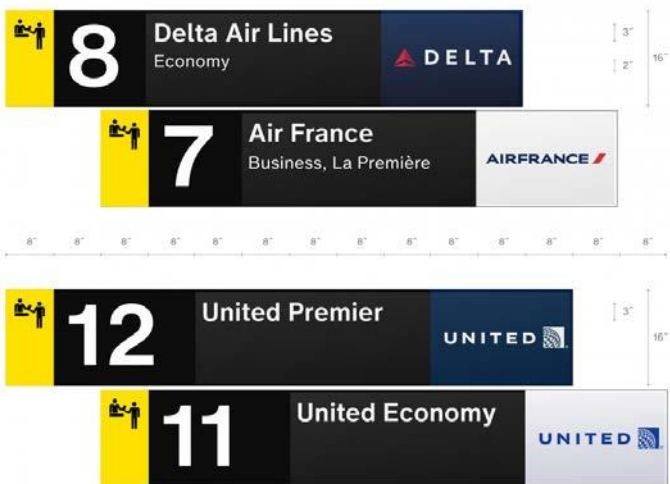 8
Delta Air Lines
Economy
DELTA
3"
2"
16"
7
Air France
Business, La Première
AIRFRANCE
8" 8" 8" 8" 8" 8" 8" 8" 8" 8" 8" 8" 8" 8"
12
United Premier
UNITED
3"
16"
11
United Economy
UNITED